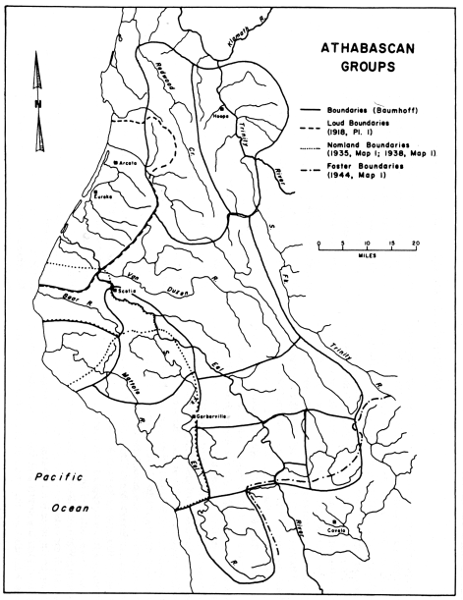 ATHABASCAN
GROUPS
Boundaries (Baumhoff)
Loud Boundaries
(1918, Pl. 1)
Nomland Boundaries
(1935, Map 1; 1938, Map 1)
Foster Boundaries
(1944, Map 1)
0 5 10 15 20
MILES
N
Klamath R.
Redwood Cr.
Hoopa
Trinity River
Arcata
Eureka
S. Fk. Trinity R.
Van Duzen R.
Scotia
Bear R.
Eel
Mattole R.
S. Fk. Eel R.
Garberville
River
Covelo
Pacific
Ocean